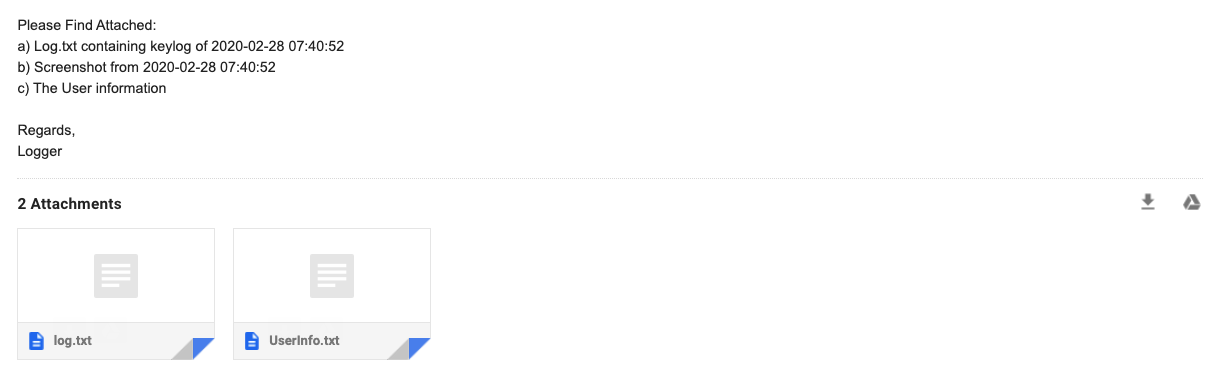 Please Find Attached:
a) Log.txt containing keylog of 2020-02-28 07:40:52
b) Screenshot from 2020-02-28 07:40:52
c) The User information
Regards,
Logger
2 Attachments
log.txt
UserInfo.txt